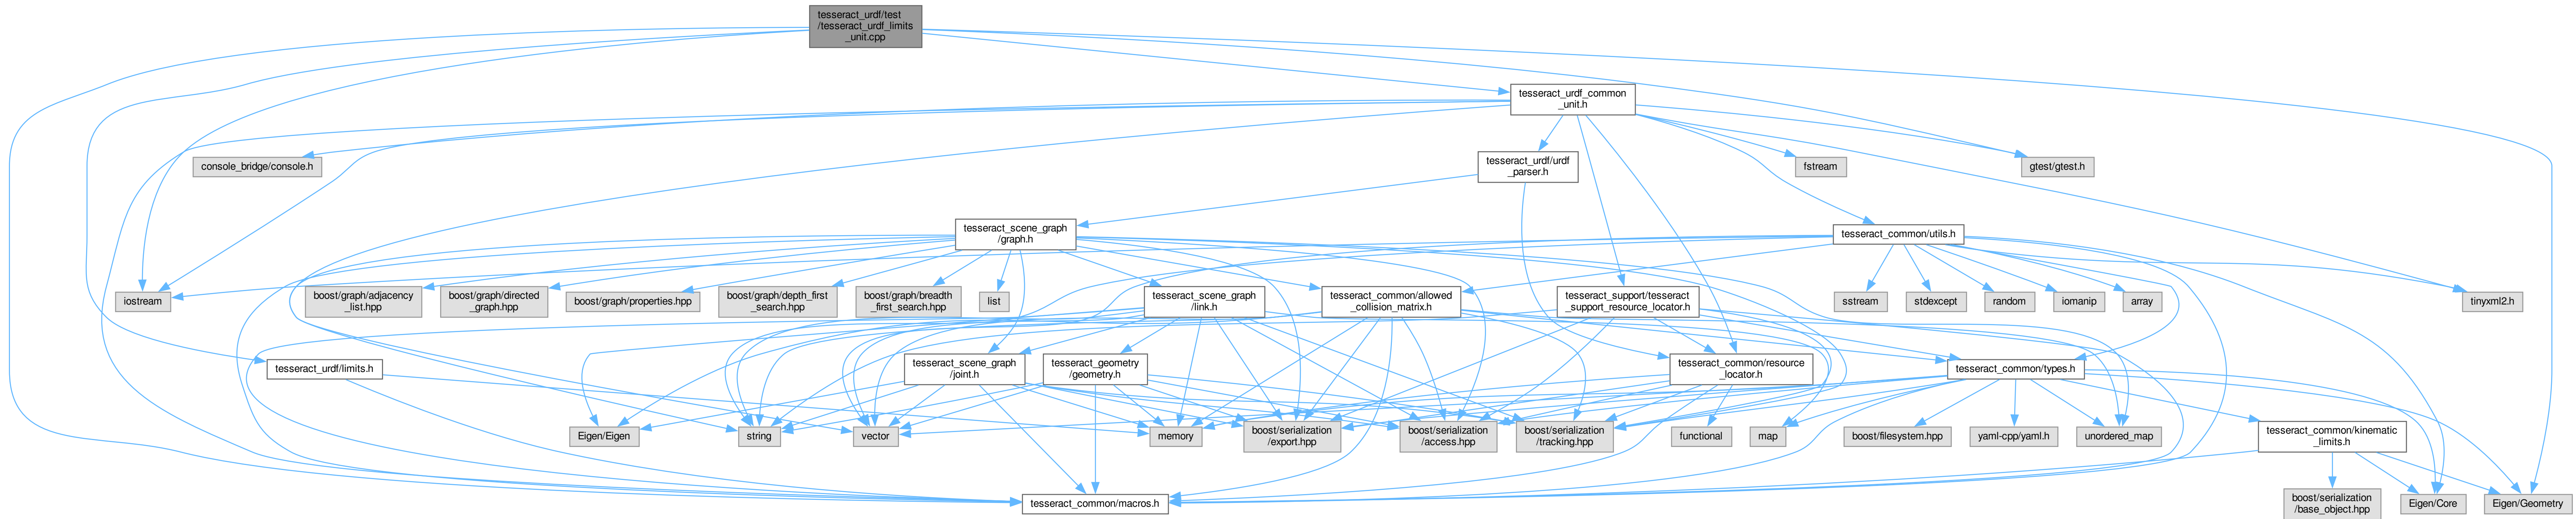 tesseract_urdf/test
/tesseract_urdf_limits
_unit.cpp
tesseract_urdf_common
_unit.h
console_bridge/console.h
tesseract_urdf/urdf
_parser.h
fstream
gtest/gtest.h
tesseract_scene_graph
/graph.h
tesseract_common/utils.h
iostream
boost/graph/adjacency
_list.hpp
boost/graph/directed
_graph.hpp
boost/graph/properties.hpp
boost/graph/depth_first
_search.hpp
boost/graph/breadth
_first_search.hpp
list
tesseract_scene_graph
/link.h
tesseract_common/allowed
_collision_matrix.h
tesseract_support/tesseract
_support_resource_locator.h
sstream
stdexcept
random
iomanip
array
tinyxml2.h
tesseract_urdf/limits.h
tesseract_scene_graph
/joint.h
tesseract_geometry
/geometry.h
tesseract_common/resource
_locator.h
tesseract_common/types.h
Eigen/Eigen
string
vector
memory
boost/serialization
/export.hpp
boost/serialization
/access.hpp
boost/serialization
/tracking.hpp
functional
map
boost/filesystem.hpp
yaml-cpp/yaml.h
unordered_map
tesseract_common/kinematic
_limits.h
tesseract_common/macros.h
boost/serialization
/base_object.hpp
Eigen/Core
Eigen/Geometry